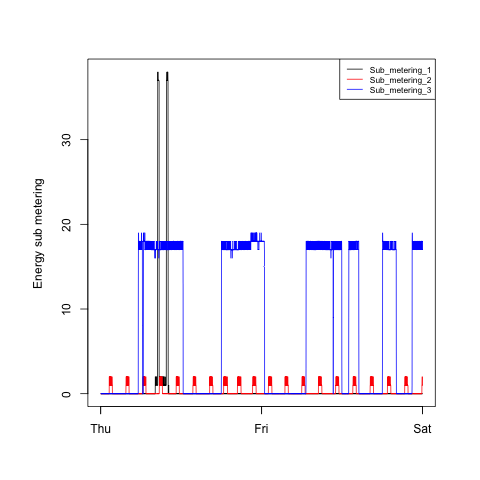 Sub_metering_1
Sub_metering_2
Sub_metering_3
Energy sub metering
30
20
10
0
Thu Fri Sat